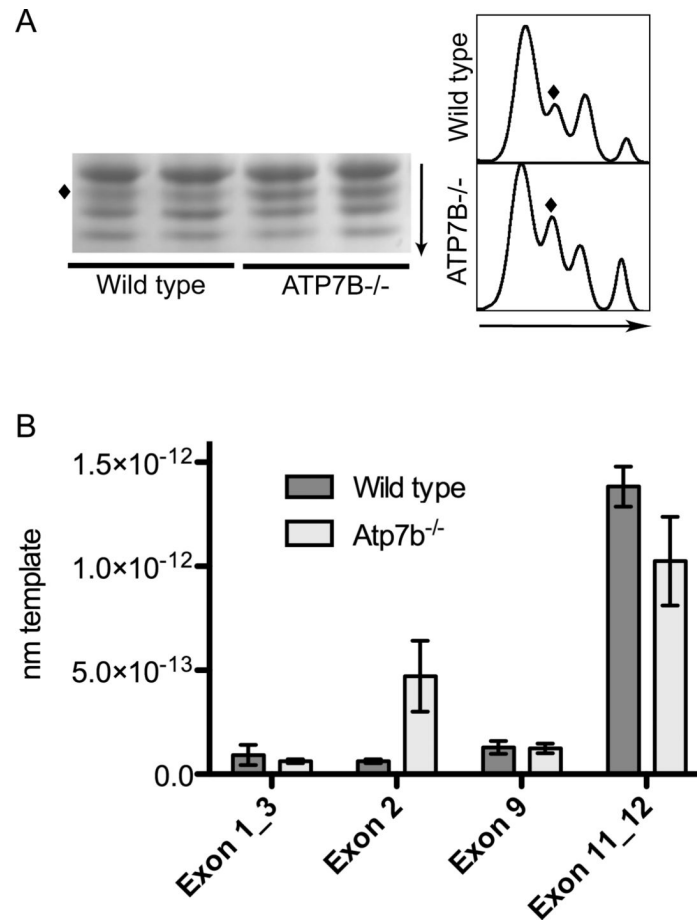 A
Wild type
ATP7B-/-
Wild type
ATP7B-/-
B
nm template
1.5×10⁻¹²
1.0×10⁻¹²
5.0×10⁻¹³
0.0
Wild type
Atp7b⁻/⁻
Exon 1_3
Exon 2
Exon 9
Exon 11_12